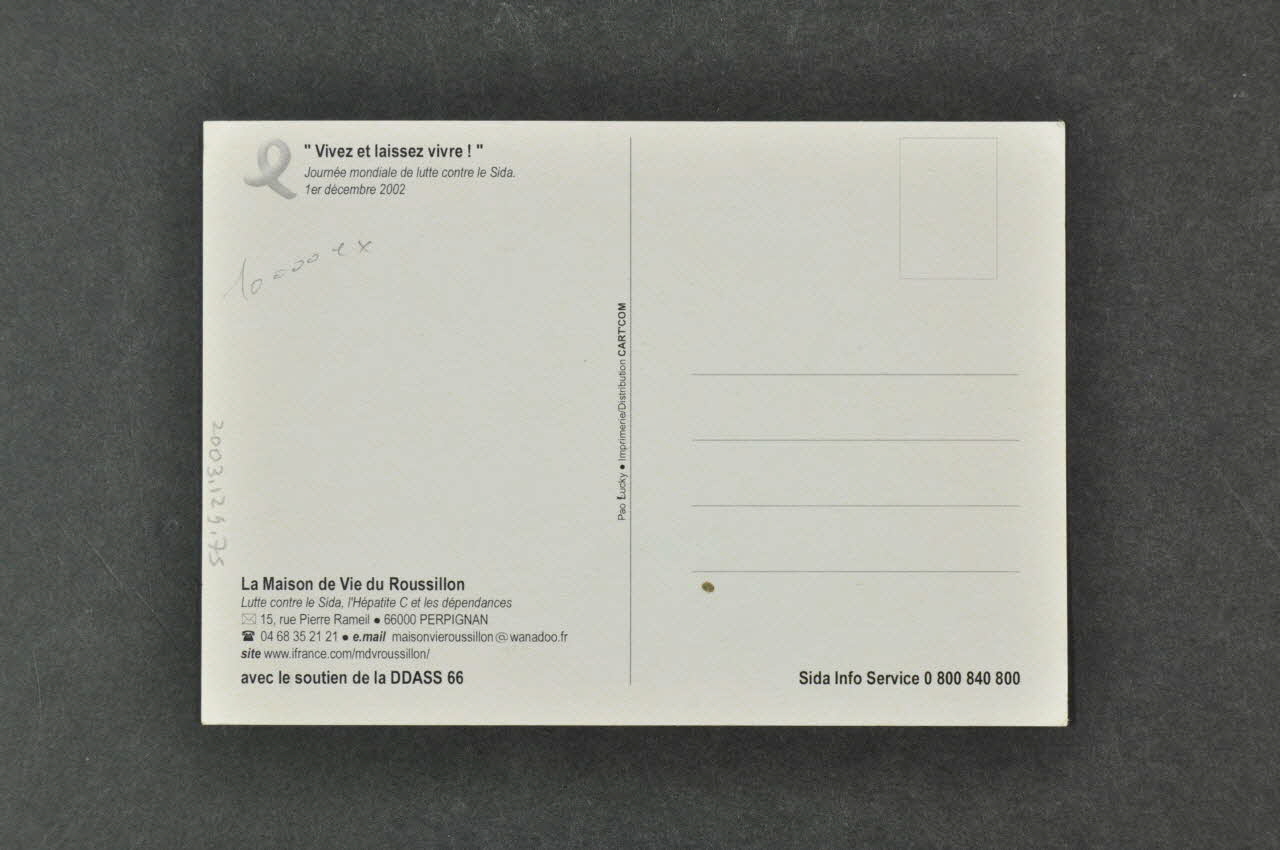 " Vivez et laissez vivre ! "
Journée mondiale de lutte contre le Sida.
1er décembre 2002
10 000 ex
2003.129.75
La Maison de Vie du Roussillon
Lutte contre le Sida, l'Hépatite C et les dépendances
✉ 15, rue Pierre Rameil ● 66000 PERPIGNAN
☎ 04 68 35 21 21 ● e.mail maisonvieroussillon@wanadoo.fr
site www.ifrance.com/mdvroussillon/
avec le soutien de la DDASS 66
Pao Lucky ● Imprimerie/Distribution CART'COM
Sida Info Service 0 800 840 800